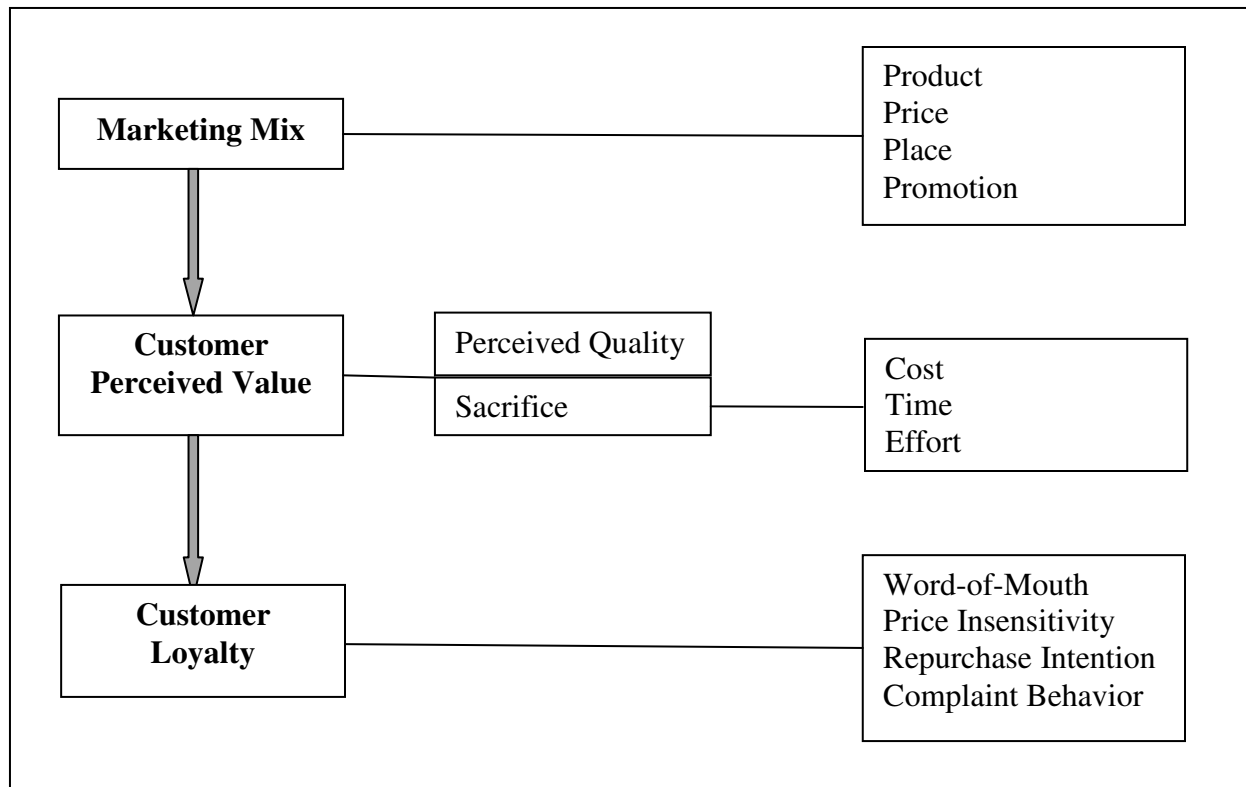 Marketing Mix
Product
Price
Place
Promotion
Customer
Perceived Value
Perceived Quality
Sacrifice
Cost
Time
Effort
Customer
Loyalty
Word-of-Mouth
Price Insensitivity
Repurchase Intention
Complaint Behavior